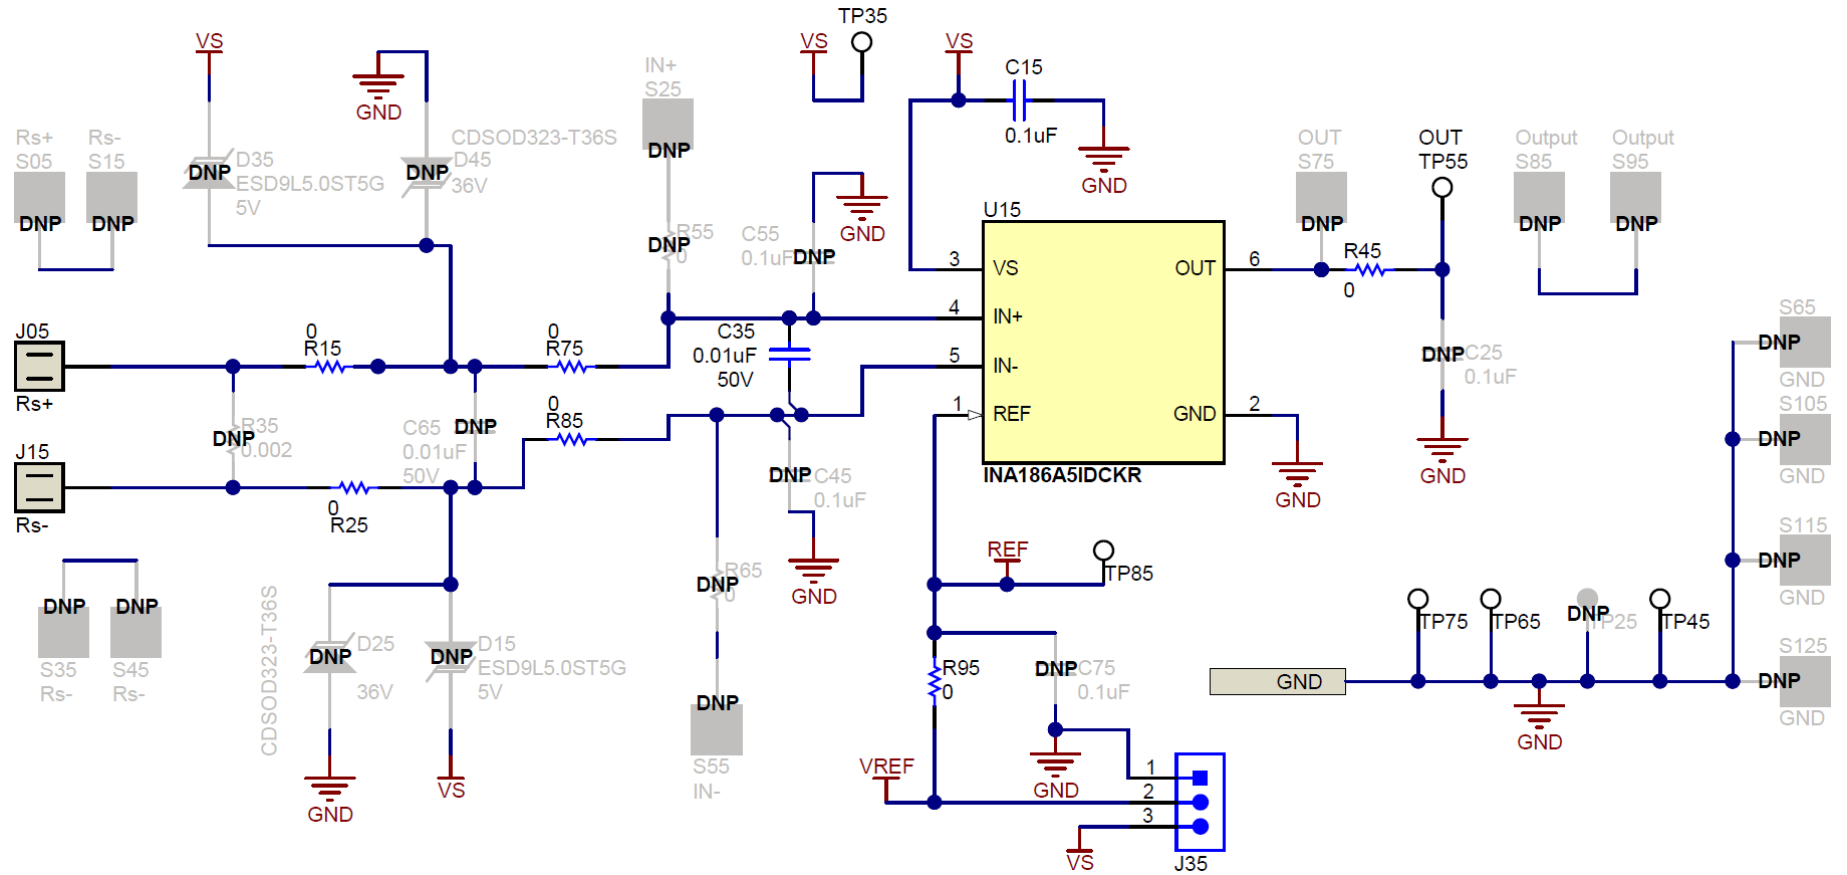 TP35
VS
VS
VS
C15
0.1uF
GND
GND
IN+
S25
DNP
Rs+
S05
DNP
Rs-
S15
DNP
D35
DNP
ESD9L5.0ST5G
5V
CDSOD323-T36S
D45
DNP
36V
OUT
S75
DNP
OUT
TP55
Output
S85
DNP
Output
S95
DNP
R55
DNP
0
C55
0.1uF
DNP
GND
U15
3
VS
OUT
6
4
IN+
5
IN-
1
REF
GND
2
INA186A5IDCKR
R45
0
DNP
C25
0.1uF
GND
GND
S65
DNP
GND
S105
DNP
GND
S115
DNP
GND
S125
DNP
GND
J05
Rs+
0
R15
0
R75
C35
0.01uF
50V
R35
DNP
0.002
C65
DNP
0.01uF
50V
0
R85
J15
Rs-
0
R25
DNP
C45
0.1uF
GND
DNP
S35
Rs-
DNP
S45
Rs-
CDSOD323-T36S
D25
DNP
36V
GND
D15
DNP
ESD9L5.0ST5G
5V
VS
R65
DNP
0
DNP
S55
IN-
REF
TP85
R95
0
DNP
C75
0.1uF
GND
VREF
1
2
3
VS
J35
GND
TP75
TP65
DNP
TP25
TP45
GND